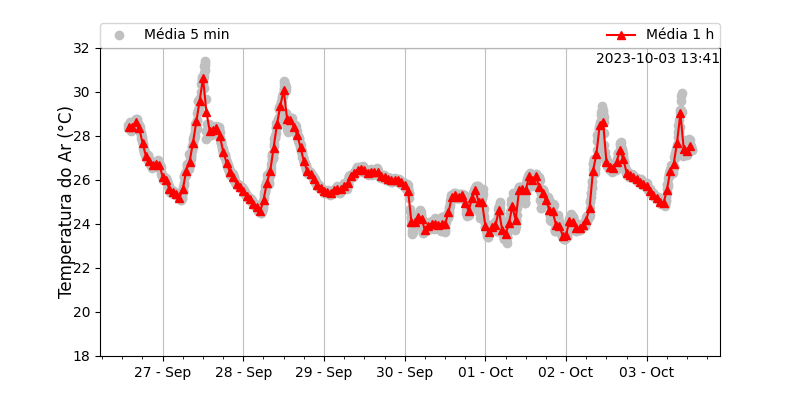 Média 5 min
Média 1 h
2023-10-03 13:41
Temperatura do Ar (°C)
32
30
28
26
24
22
20
18
27 - Sep
28 - Sep
29 - Sep
30 - Sep
01 - Oct
02 - Oct
03 - Oct